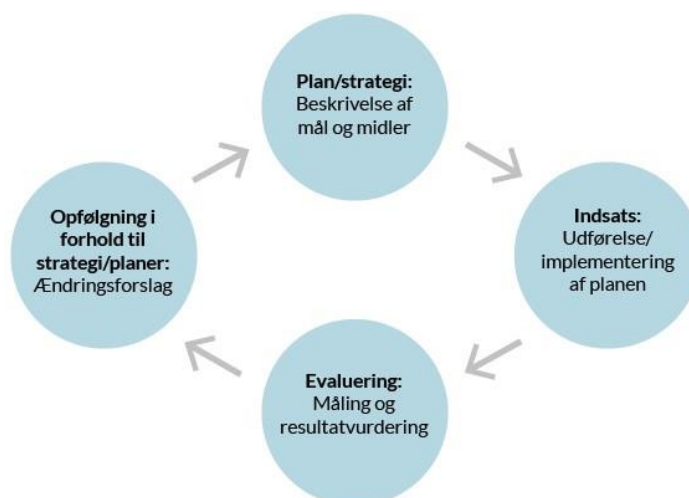 Plan/strategi:
Beskrivelse af
mål og midler
Indsats:
Udførelse/
implementering
af planen
Evaluering:
Måling og
resultatvurdering
Opfølgning i
forhold til
strategi/planer:
Ændringsforslag